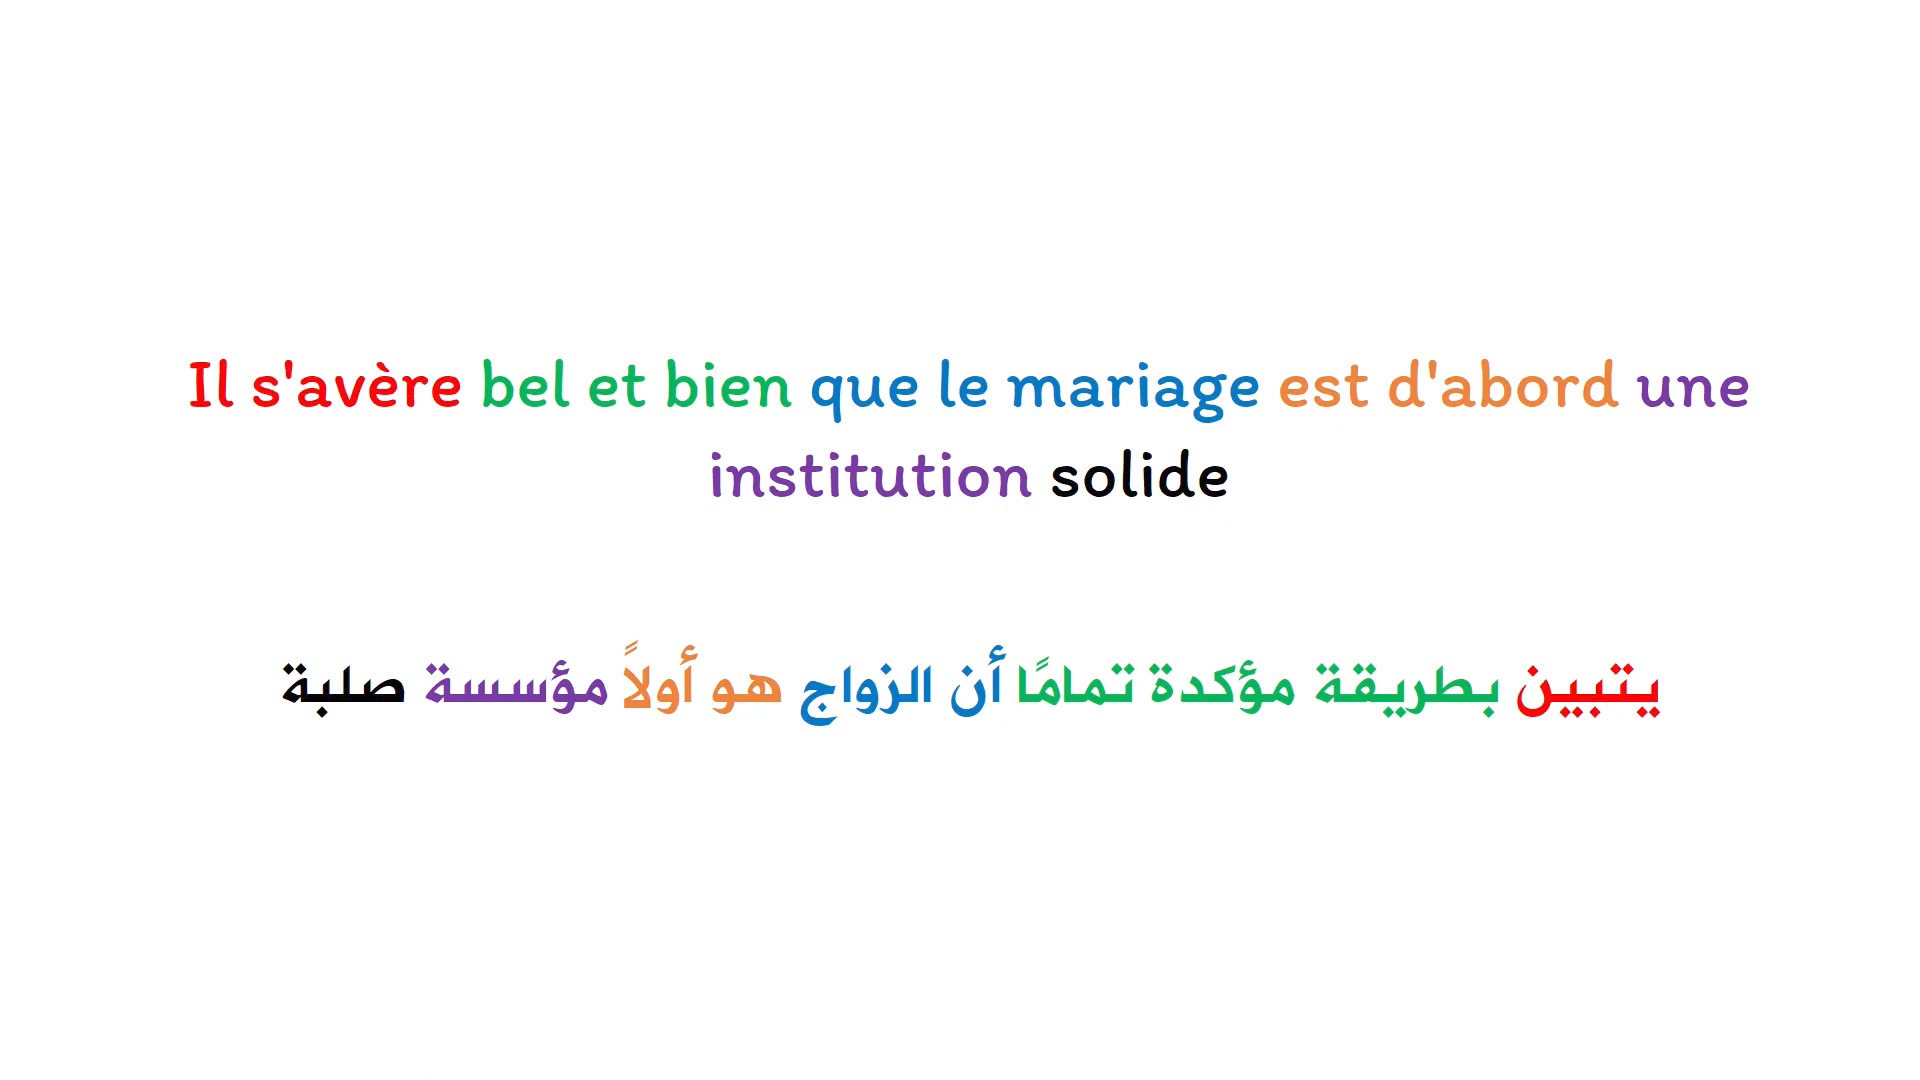 Il s'avère bel et bien que le mariage est d'abord une
institution solide
يتبين بطريقة مؤكدة تمامًا أن الزواج هو أولاً مؤسسة صلبة